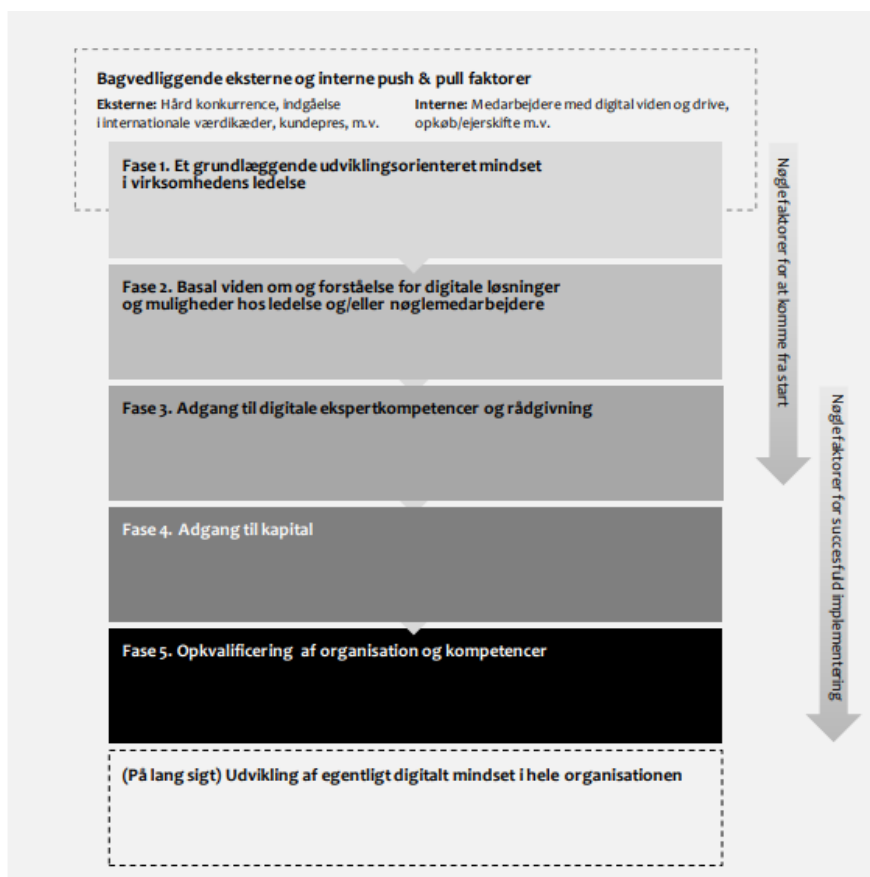 Bagvedliggende eksterne og interne push & pull faktorer
Eksterne: Hård konkurrence, indgåelse
i internationale værdikæder, kundepres, m.v.
Interne: Medarbejdere med digital viden og drive,
opkøb/ejerskifte m.v.
Fase 1. Et grundlæggende udviklingsorienteret mindset
i virksomhedens ledelse
Fase 2. Basal viden om og forståelse for digitale løsninger
og muligheder hos ledelse og/eller nøglemedarbejdere
Fase 3. Adgang til digitale ekspertkompetencer og rådgivning
Fase 4. Adgang til kapital
Fase 5. Opkvalificering af organisation og kompetencer
(På lang sigt) Udvikling af egentligt digitalt mindset i hele organisationen
Nøglefaktorer for at komme fra start
Nøglefaktorer for succesfuld implementering